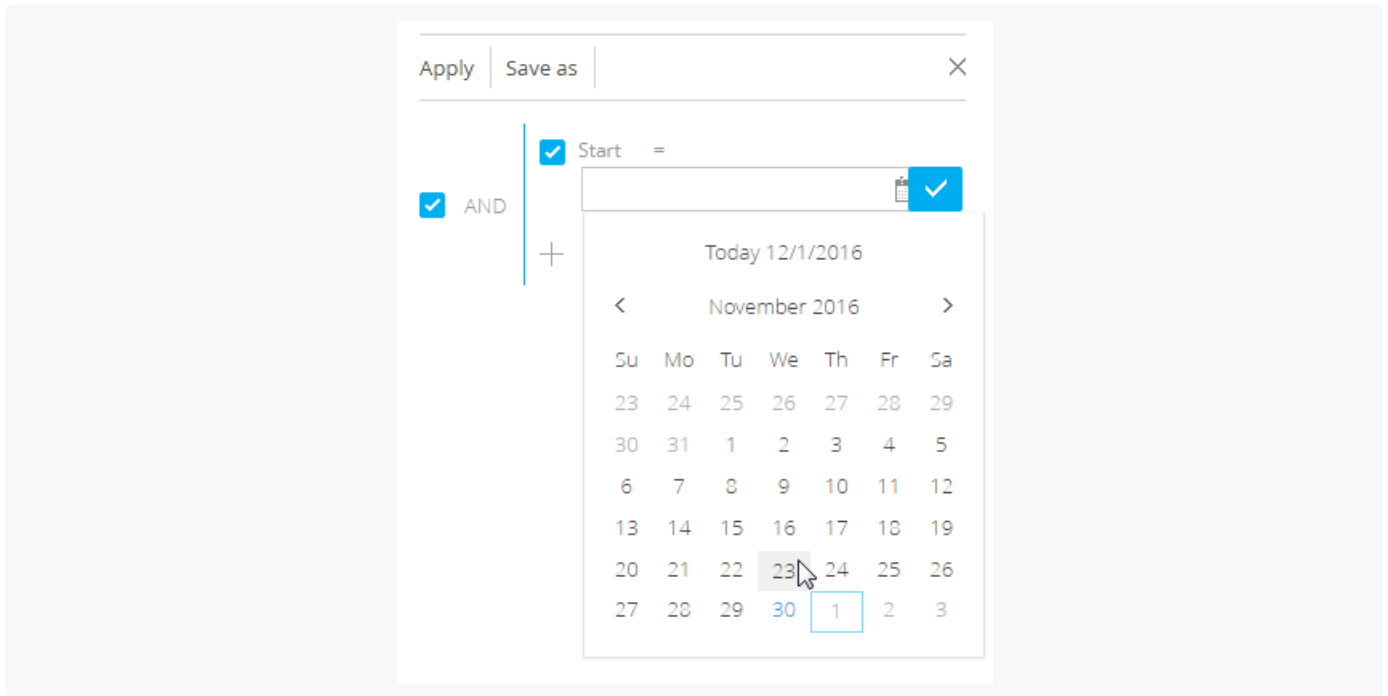 Apply Save as
Start =
AND
Today 12/1/2016
November 2016
Su Mo Tu We Th Fr Sa
23 24 25 26 27 28 29
30 31 1 2 3 4 5
6 7 8 9 10 11 12
13 14 15 16 17 18 19
20 21 22 23 24 25 26
27 28 29 30 1 2 3